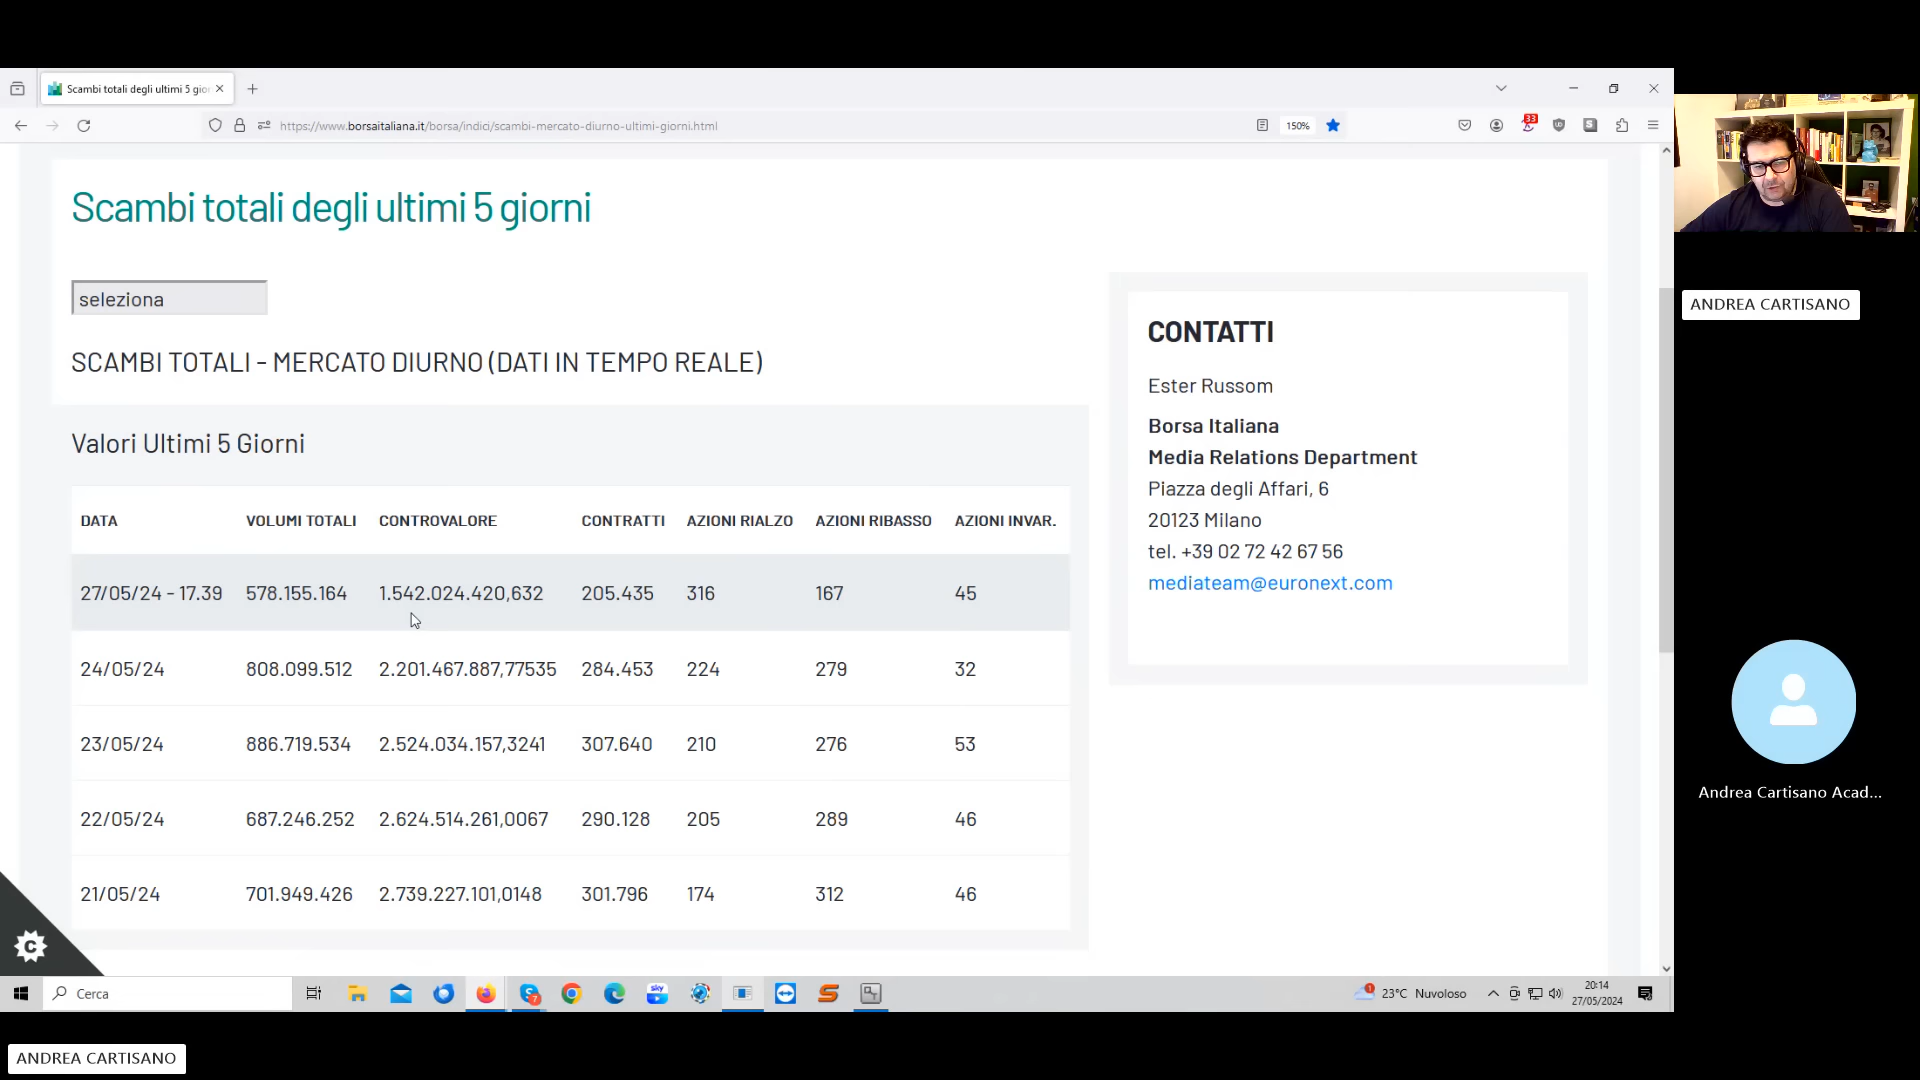 Scambi totali degli ultimi 5 gior
https://www.borsaitaliana.it/borsa/indici/scambi-mercato-diurno-ultimi-giorni.html
150%
33
Scambi totali degli ultimi 5 giorni
seleziona
SCAMBI TOTALI - MERCATO DIURNO (DATI IN TEMPO REALE)
Valori Ultimi 5 Giorni
DATA VOLUMI TOTALI CONTROVALORE CONTRATTI AZIONI RIALZO AZIONI RIBASSO AZIONI INVAR.
27/05/24 - 17.39 578.155.164 1.542.024.420,632 205.435 316 167 45
24/05/24 808.099.512 2.201.467.887,77535 284.453 224 279 32
23/05/24 886.719.534 2.524.034.157,3241 307.640 210 276 53
22/05/24 687.246.252 2.624.514.261,0067 290.128 205 289 46
21/05/24 701.949.426 2.739.227.101,0148 301.796 174 312 46
CONTATTI
Ester Russom
Borsa Italiana
Media Relations Department
Piazza degli Affari, 6
20123 Milano
tel. +39 02 72 42 67 56
mediateam@euronext.com
ANDREA CARTISANO
Andrea Cartisano Acad...
C
Cerca
sky
7
S
1
23°C Nuvoloso
20:14
27/05/2024
ANDREA CARTISANO